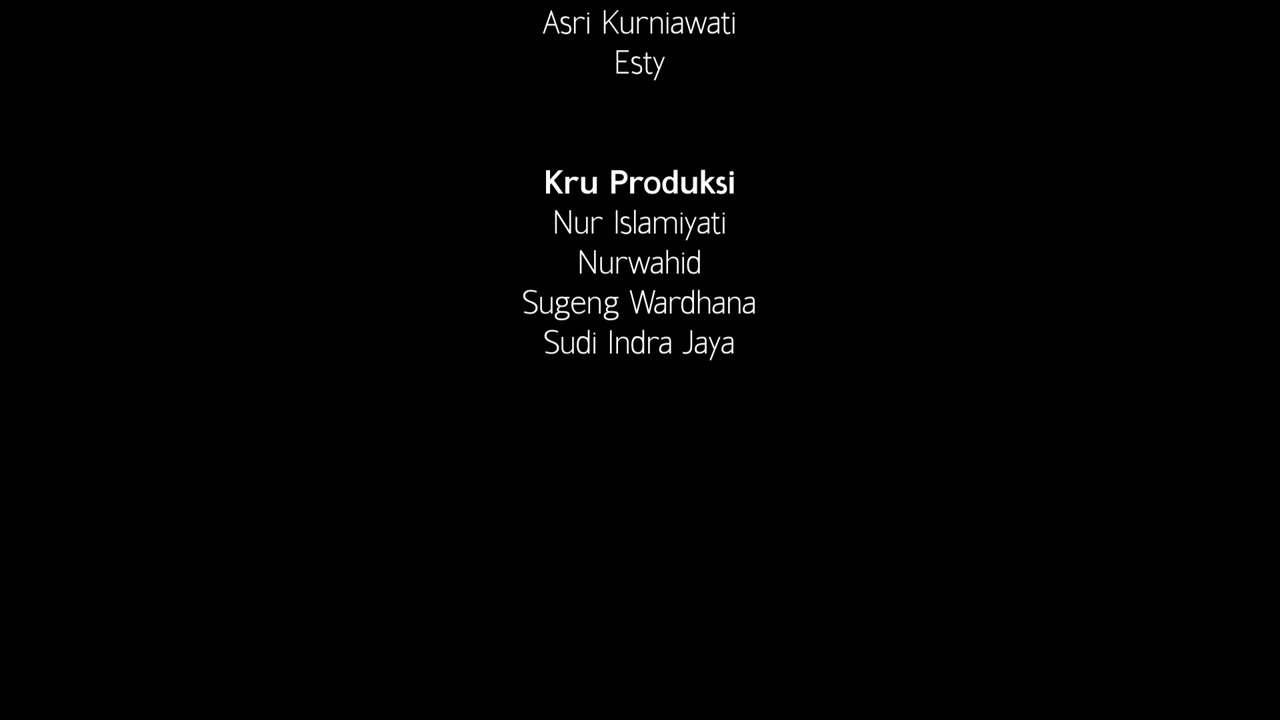 Asri Kurniawati
Esty
Kru Produksi
Nur Islamiyati
Nurwahid
Sugeng Wardhana
Sudi Indra Jaya